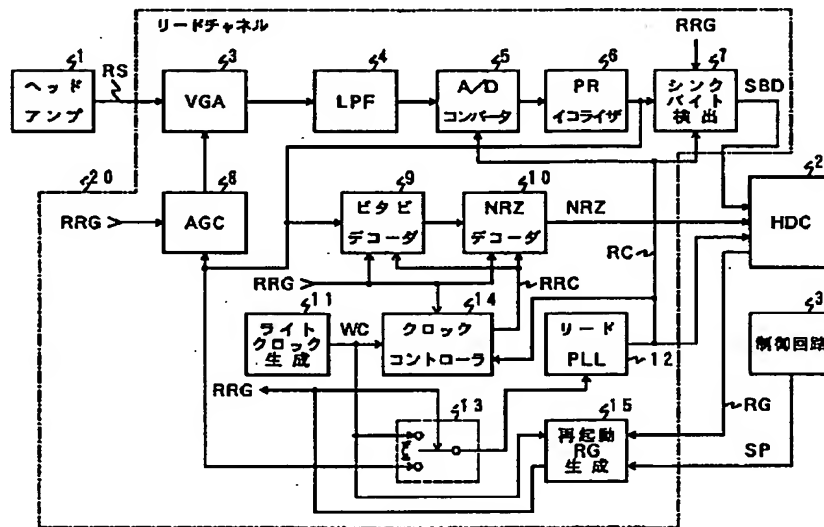 リードチャネル
1
ヘッド
アンプ
RS
3
VGA
4
LPF
5
A/D
コンバータ
6
PR
イコライザ
RRG
7
シンク
バイト
検出
SBD
20
RRG
8
AGC
9
ビタビ
デコーダ
10
NRZ
デコーダ
NRZ
2
HDC
RC
RRG
RRC
11
ライト
クロック
生成
WC
14
クロック
コントローラ
リード
PLL
12
3
制御回路
RRG
13
15
再起動
RG
生成
RG
SP